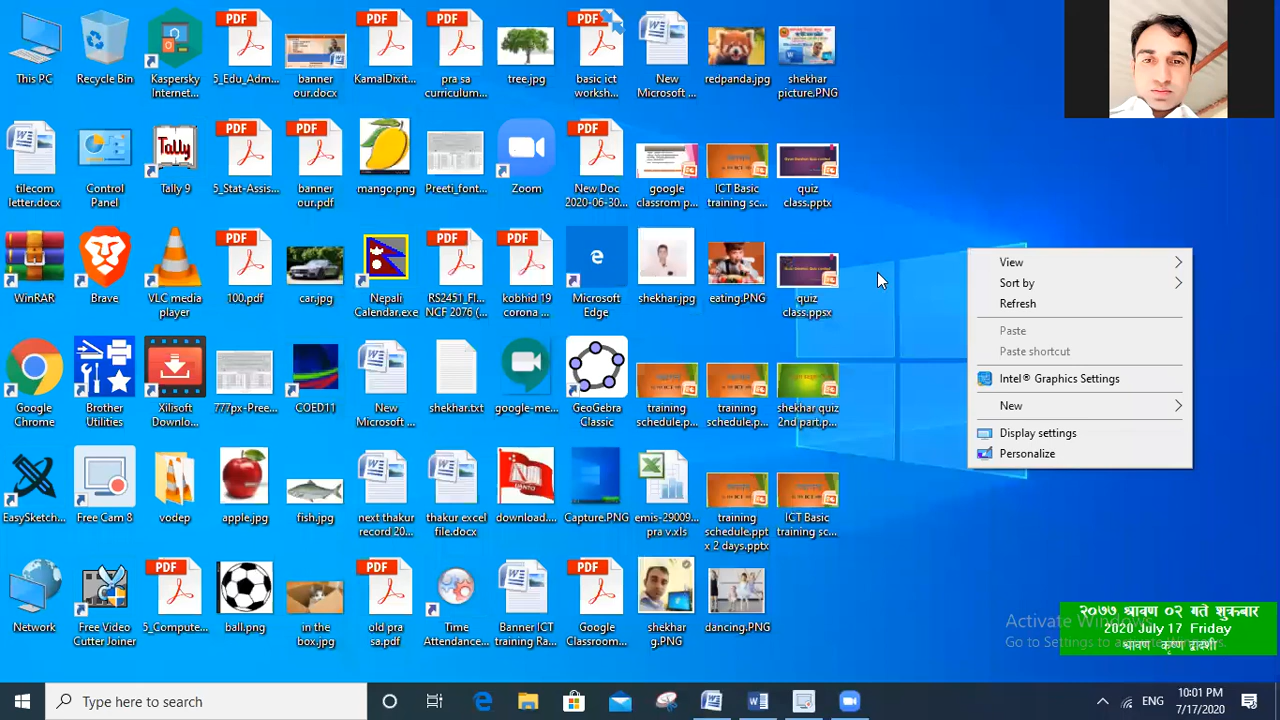 This PC
Recycle Bin
Kaspersky
Internet...
5_Edu_Adm...
banner
our.docx
KamalDixit...
pra sa
curriculum...
tree.jpg
basic ict
worksh...
New
Microsoft ...
redpanda.jpg
shekhar
picture.PNG
tilecom
letter.docx
Control
Panel
Tally
Tally 9
5_Stat-Assis...
banner
our.pdf
mango.png
Preeti_font...
Zoom
New Doc
2020-06-30...
google
classrom p...
ICT Basic
training sc...
quiz
class.pptx
WinRAR
Brave
VLC media
player
100.pdf
car.jpg
Nepali
Calendar.exe
RS2451_Fl...
NCF 2076 (...
kobhid 19
corona ...
Microsoft
Edge
shekhar.jpg
eating.PNG
quiz
class.ppsx
Google
Chrome
Brother
Utilities
Xilisoft
Downlo...
777px-Pree...
COED11
New
Microsoft ...
shekhar.txt
google-me...
GeoGebra
Classic
training
schedule.p...
training
schedule.p...
shekhar quiz
2nd part.p...
EasySketch...
Free Cam 8
vodep
apple.jpg
fish.jpg
next thakur
record 20...
thakur excel
file.docx
download....
Capture.PNG
emis-29009...
pra v.xls
training
schedule.ppt
x 2 days.pptx
ICT Basic
training sc...
Network
Free Video
Cutter Joiner
5_Compute...
ball.png
in the
box.jpg
old pra
sa.pdf
Time
Attendance...
Banner ICT
training Ra...
Google
Classroom...
shekhar
g.PNG
dancing.PNG
View
Sort by
Refresh
Paste
Paste shortcut
Intel® Graphics Settings
New
Display settings
Personalize
Activate Windows
Go to Settings to activate Windows.
२०७७ श्रावण ०२ गते शुक्रबार
2020 July 17 Friday
श्रावण कृष्ण द्वादशी
Type here to search
ENG
10:01 PM
7/17/2020